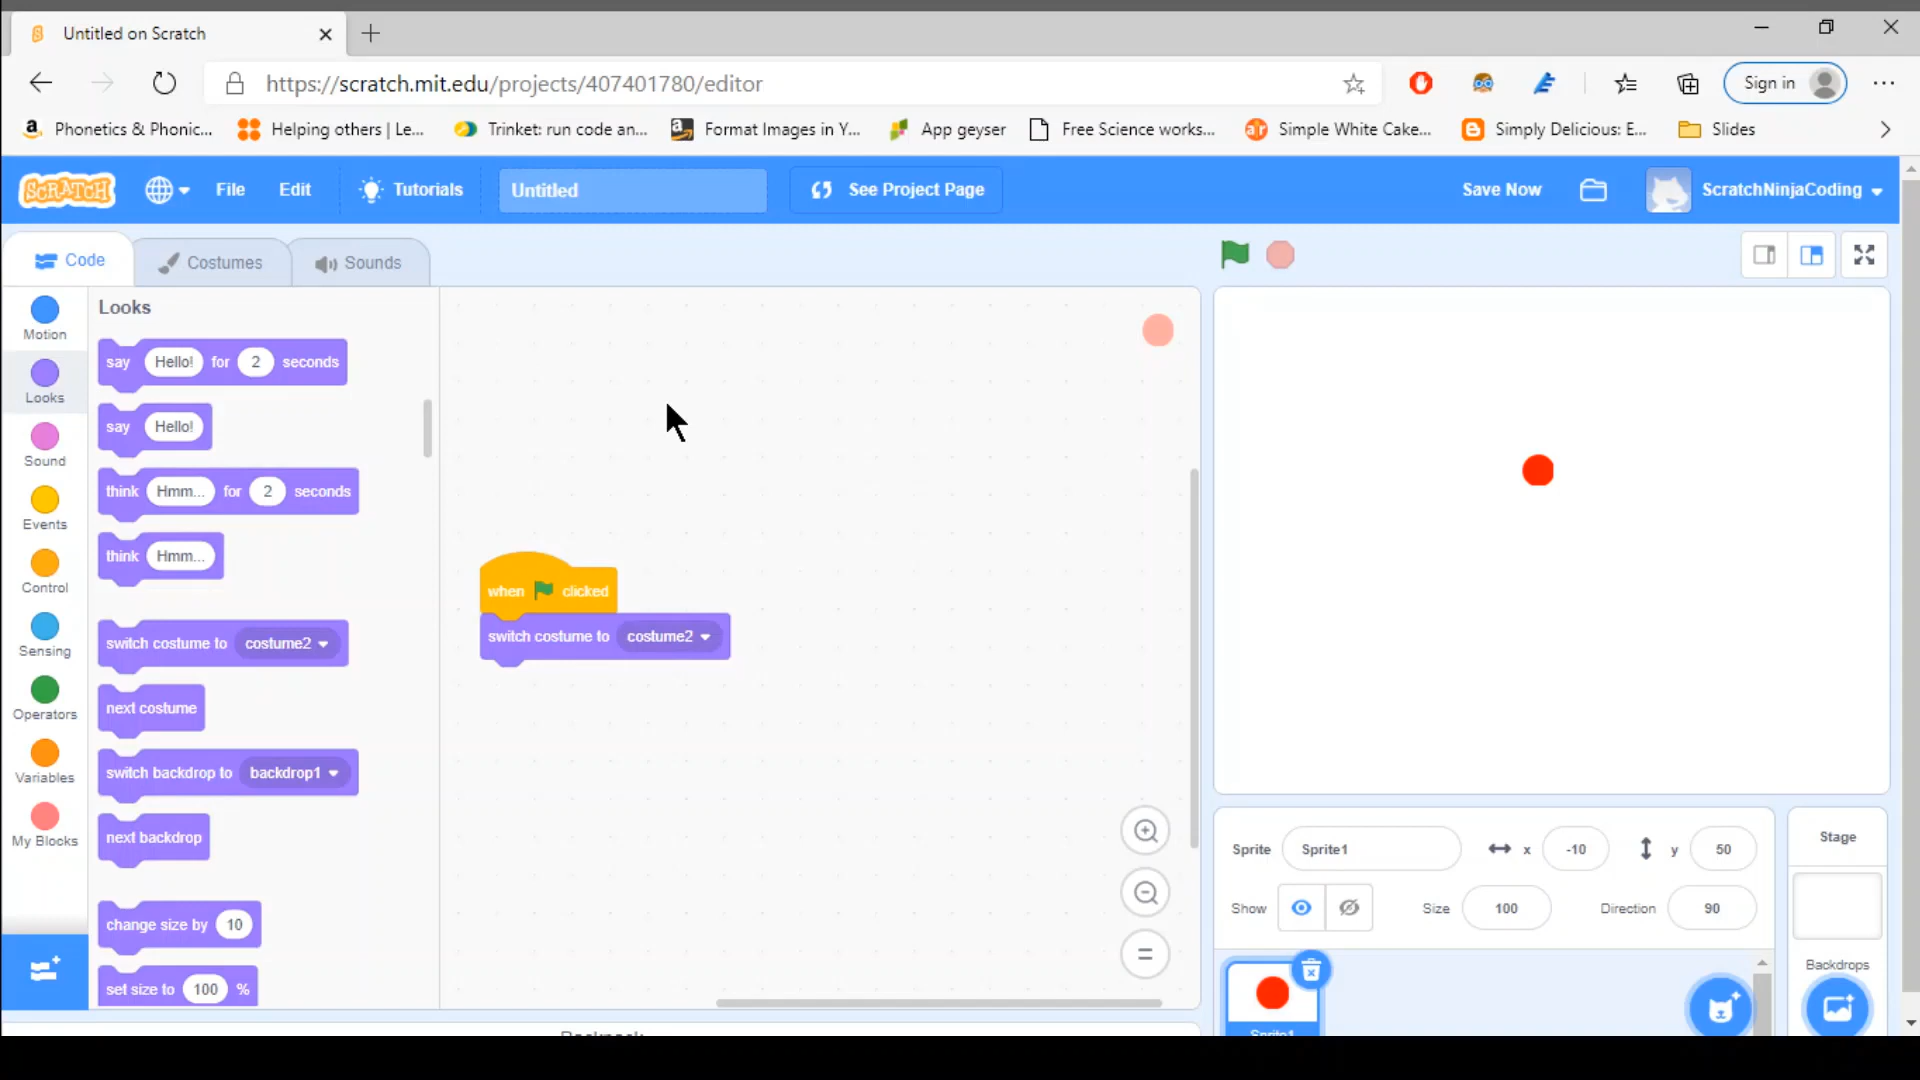 Untitled on Scratch
https://scratch.mit.edu/projects/407401780/editor
Sign in
Phonetics & Phonic... Helping others | Le... Trinket: run code an... Format Images in Y... App geyser Free Science works... Simple White Cake... Simply Delicious: E... Slides
SCRATCH File Edit Tutorials Untitled See Project Page Save Now ScratchNinjaCoding
Code Costumes Sounds
Motion
Looks
Sound
Events
Control
Sensing
Operators
Variables
My Blocks
Looks
say Hello! for 2 seconds
say Hello!
think Hmm... for 2 seconds
think Hmm...
switch costume to costume2
next costume
switch backdrop to backdrop1
next backdrop
change size by 10
set size to 100 %
when clicked
switch costume to costume2
Backpack
Sprite Sprite1 x -10 y 50
Show Size 100 Direction 90
Sprite1
Stage
Backdrops